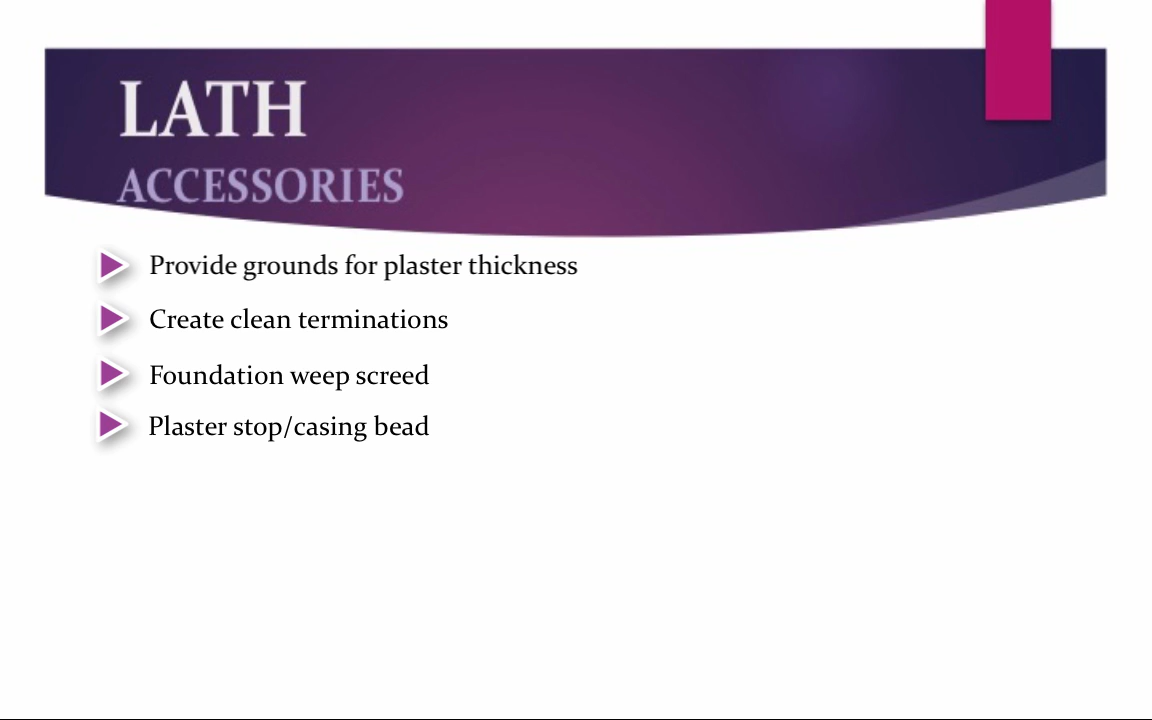 LATH
ACCESSORIES
Provide grounds for plaster thickness
Create clean terminations
Foundation weep screed
Plaster stop/casing bead